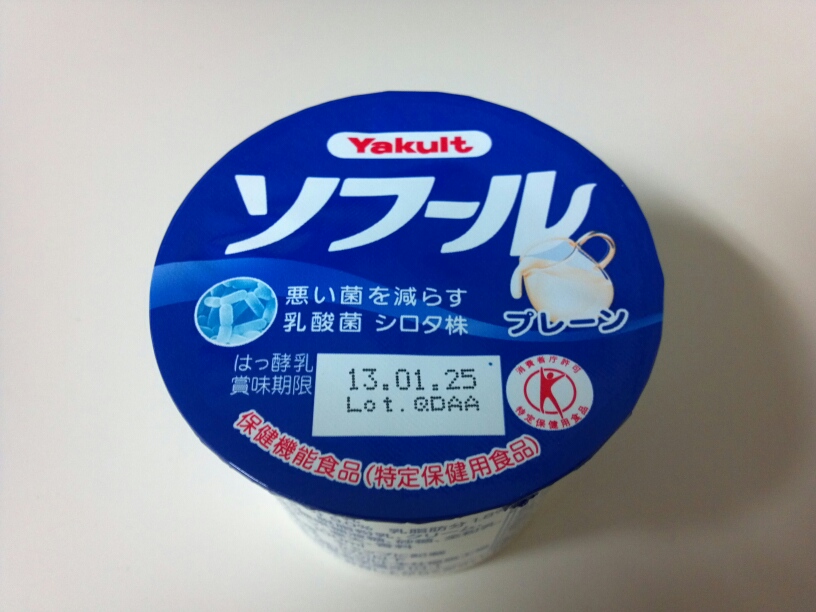 Yakult
ソフール
悪い菌を減らす
乳酸菌 シロタ株
プレーン
はっ酵乳
賞味期限
13.01.25
Lot.QDAA
消費者庁許可
特定保健用食品
保健機能食品(特定保健用食品)